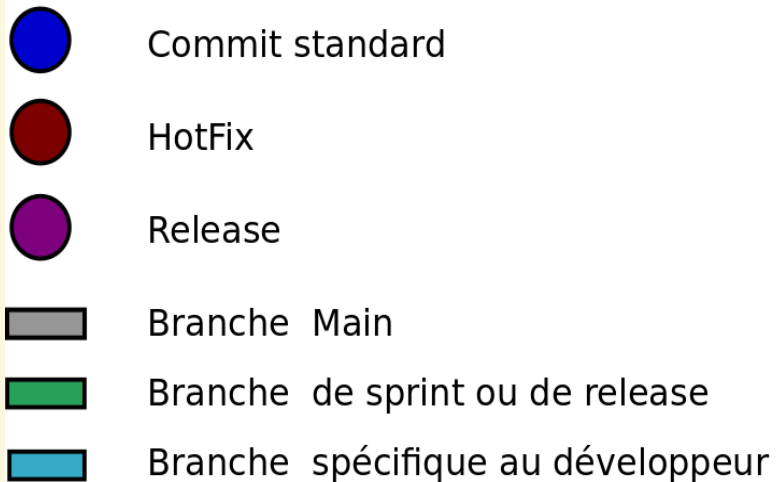 Commit standard
HotFix
Release
Branche Main
Branche de sprint ou de release
Branche spécifique au développeur